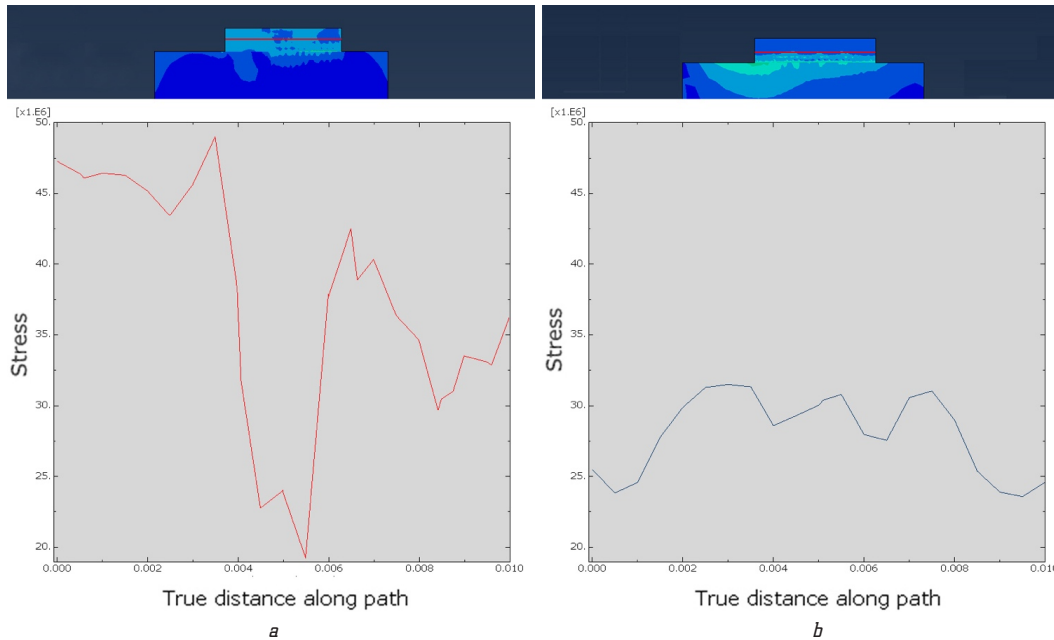 [x1.E6]
50.
45.
40.
35.
30.
25.
20.
Stress
0.000 0.002 0.004 0.006 0.008 0.010
True distance along path
a
[x1.E6]
50.
45.
40.
35.
30.
25.
20.
Stress
0.000 0.002 0.004 0.006 0.008 0.010
True distance along path
b